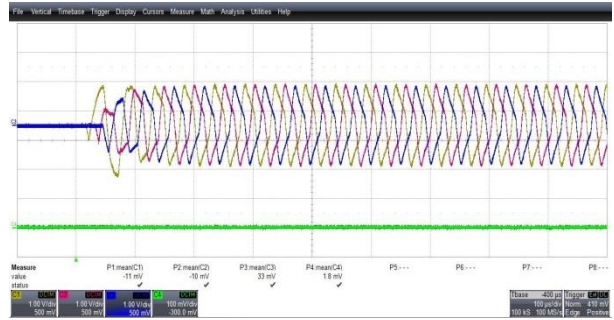 File Vertical Timebase Trigger Display Cursors Measure Math Analysis Utilities Help
Measure P1:mean(C1) P2:mean(C2) P3:mean(C3) P4:mean(C4) P5:- - - P6:- - - P7:- - - P8:- - -
value -11 mV -10 mV 33 mV 1.8 mV
status
DC1M DC1M DC1M
1.00 V/div 1.00 V/div 1.00 V/div 100 mV/div
500 mV 500 mV 500 mV -300.0 mV
Tbase -400 µs Trigger
100 µs/div Norm. 410 mV
100 kS 100 MS/s Edge Positive